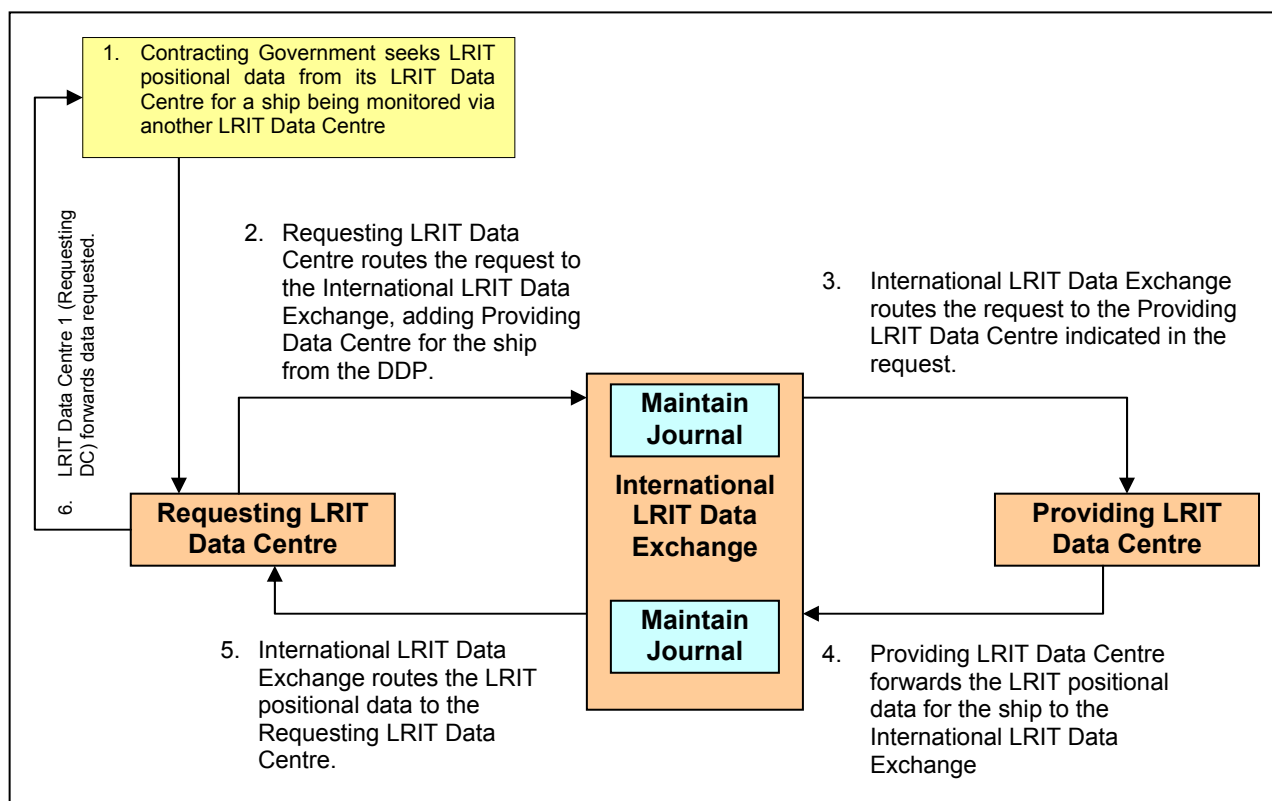 1. Contracting Government seeks LRIT
positional data from its LRIT Data
Centre for a ship being monitored via
another LRIT Data Centre
6. LRIT Data Centre 1 (Requesting
DC) forwards data requested.
2. Requesting LRIT Data
Centre routes the request to
the International LRIT Data
Exchange, adding Providing
Data Centre for the ship
from the DDP.
3. International LRIT Data Exchange
routes the request to the Providing
LRIT Data Centre indicated in the
request.
Maintain
Journal
Requesting LRIT
Data Centre
International
LRIT Data
Exchange
Providing LRIT
Data Centre
Maintain
Journal
5. International LRIT Data
Exchange routes the LRIT
positional data to the
Requesting LRIT Data
Centre.
4. Providing LRIT Data Centre
forwards the LRIT positional
data for the ship to the
International LRIT Data
Exchange